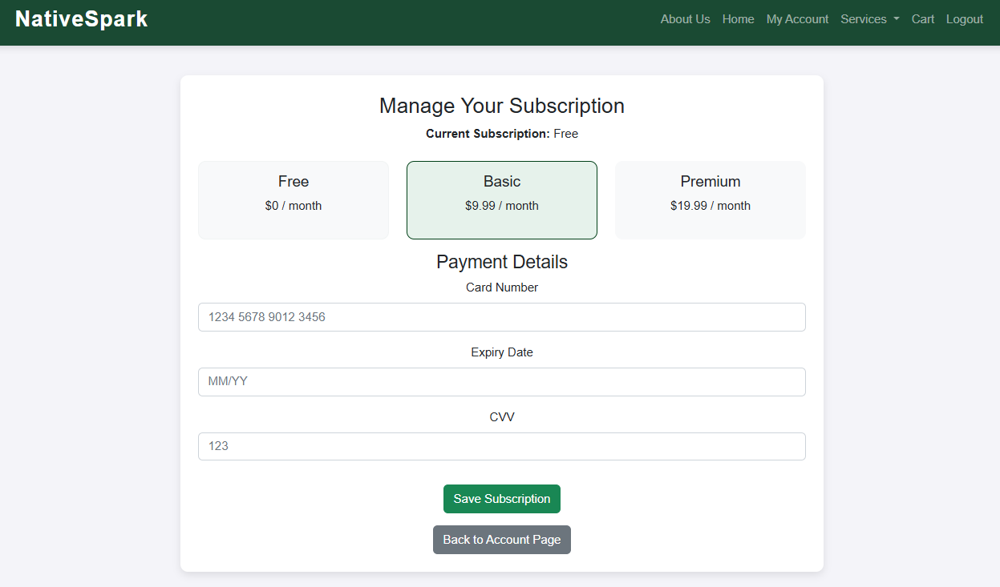 NativeSpark
About Us Home My Account Services Cart Logout
Manage Your Subscription
Current Subscription: Free
Free
$0 / month
Basic
$9.99 / month
Premium
$19.99 / month
Payment Details
Card Number
1234 5678 9012 3456
Expiry Date
MM/YY
CVV
123
Save Subscription
Back to Account Page